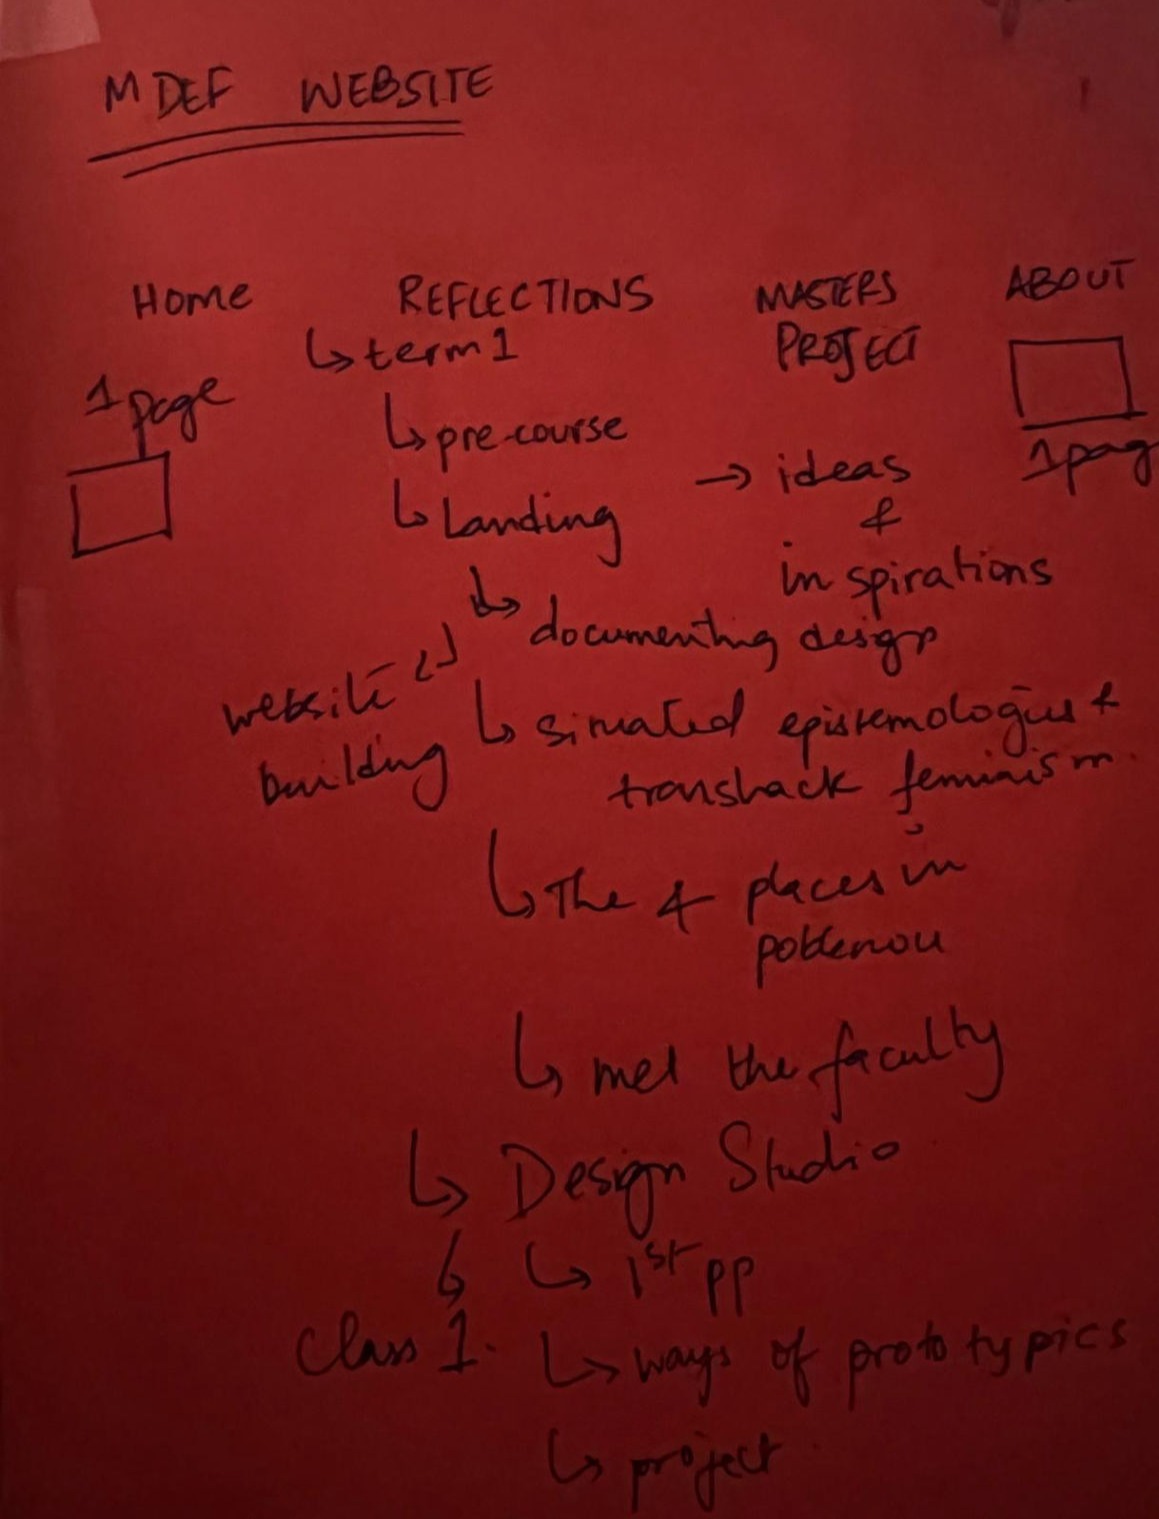 MDEF WEBSITE
Home REFLECTIONS MASTERS PROJECT ABOUT
↳ term 1
1 page
↳ pre-course
↳ Landing
→ ideas
&
inspirations
1 pag
↳ documenting design
website
building
↳ situated epistemologies &
transhack feminism
↳ The 4 places in
poblenou
↳ met the faculty
↳ Design Studio
↳ 1st pp
Class 1.
↳ ways of prototypics
↳ project